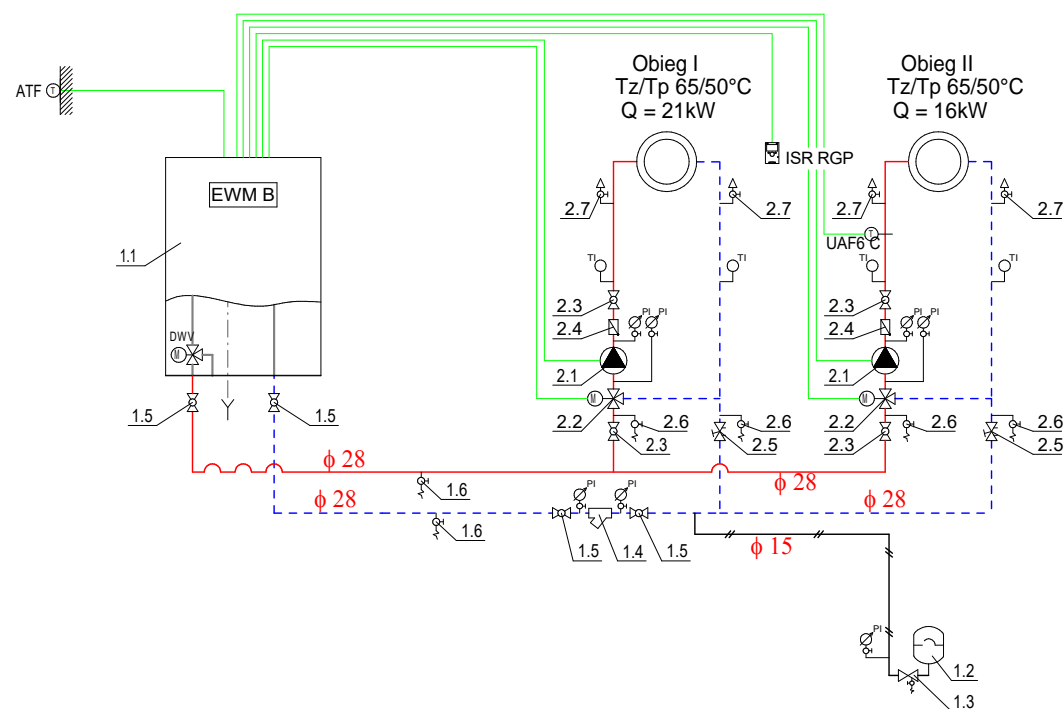 Obieg I
Tz/Tp 65/50°C
Q = 21kW
Obieg II
Tz/Tp 65/50°C
Q = 16kW
ATF
T
ISR RGP
EWM B
2.7
2.7
2.7
2.7
T
UAF6 C
1.1
TI
TI
TI
TI
2.3
2.3
2.4
PI
PI
2.4
PI
PI
DWV
M
2.1
2.1
M
M
1.5
1.5
2.2
2.6
2.6
2.2
2.6
2.6
2.3
2.5
2.3
2.5
ϕ 28
1.6
ϕ 28
ϕ 28
PI
PI
ϕ 28
1.6
1.5
1.4
1.5
ϕ 15
PI
1.2
1.3